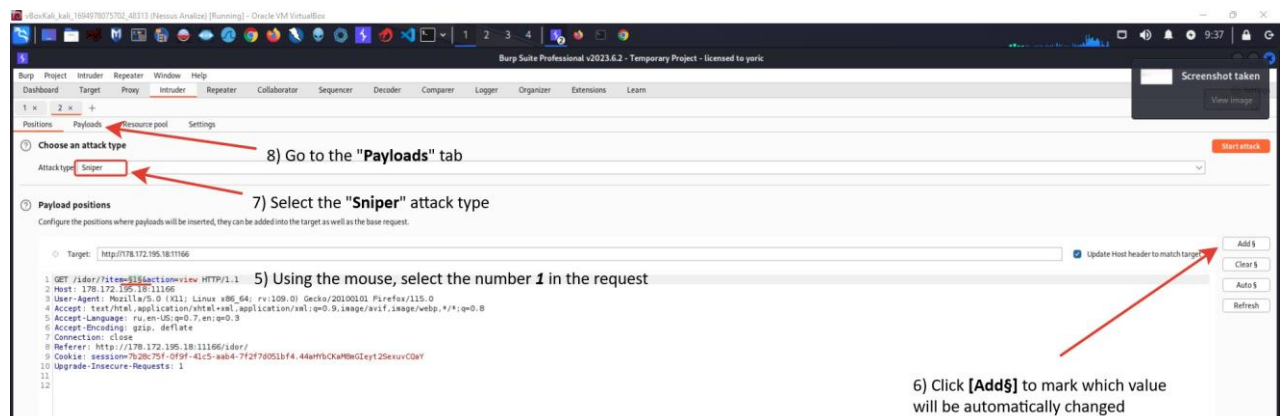 vBoxKali_kali_1694978075702_48313 (Nessus Analize) [Running] - Oracle VM VirtualBox
1 2 3 4
9:37
Burp Suite Professional v2023.6.2 - Temporary Project - licensed to yoric
Screenshot taken
View image
Burp Project Intruder Repeater Window Help
Dashboard Target Proxy Intruder Repeater Collaborator Sequencer Decoder Comparer Logger Organizer Extensions Learn
1 × 2 × +
Positions Payloads Resource pool Settings
Choose an attack type
8) Go to the "Payloads" tab
Start attack
Attack type: Sniper
7) Select the "Sniper" attack type
Payload positions
Configure the positions where payloads will be inserted, they can be added into the target as well as the base request.
Target: http://178.172.195.18:11166
Update Host header to match target
Add §
Clear §
Auto §
Refresh
5) Using the mouse, select the number 1 in the request
1 GET /idor/?item=§1§&action=view HTTP/1.1
2 Host: 178.172.195.18:11166
3 User-Agent: Mozilla/5.0 (X11; Linux x86_64; rv:109.0) Gecko/20100101 Firefox/115.0
4 Accept: text/html,application/xhtml+xml,application/xml;q=0.9,image/avif,image/webp,*/*;q=0.8
5 Accept-Language: ru,en-US;q=0.7,en;q=0.3
6 Accept-Encoding: gzip, deflate
7 Connection: close
8 Referer: http://178.172.195.18:11166/idor/
9 Cookie: session=7b28c75f-0f9f-41c5-aab4-7f2f7d051bf4.44aHYbCKaM8mGIeyt2SexuvCQaY
10 Upgrade-Insecure-Requests: 1
11
12
6) Click [Add§] to mark which value
will be automatically changed